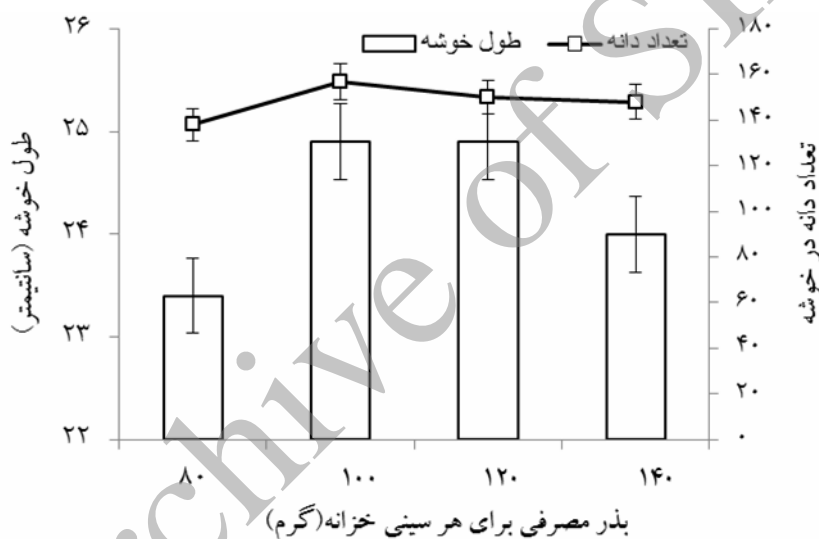 طول خوشه
تعداد دانه
۲۶
۲۵
۲۴
۲۳
۲۲
طول خوشه (سانتیمتر)
۱۸۰
۱۶۰
۱۴۰
۱۲۰
۱۰۰
۸۰
۶۰
۴۰
۲۰
۰
تعداد دانه در خوشه
۸۰ ۱۰۰ ۱۲۰ ۱۴۰
بذر مصرفی برای هر سینی خزانه(گرم)